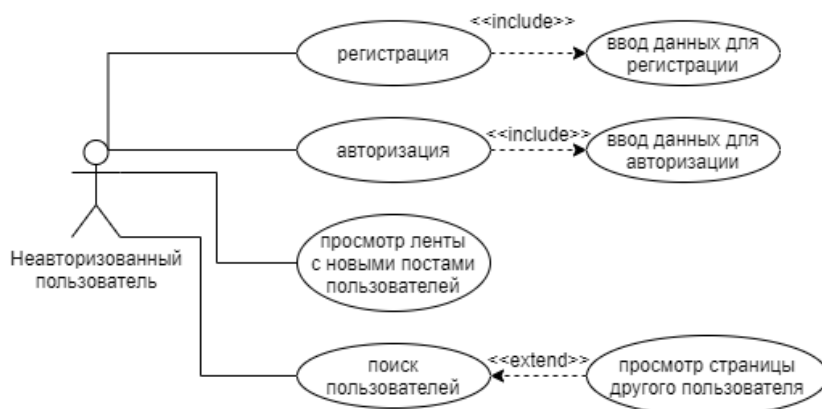 <<include>>
регистрация
ввод данных для
регистрации
<<include>>
авторизация
ввод данных для
авторизации
Неавторизованный
пользователь
просмотр ленты
с новыми постами
пользователей
<<extend>>
поиск
пользователей
просмотр страницы
другого пользователя